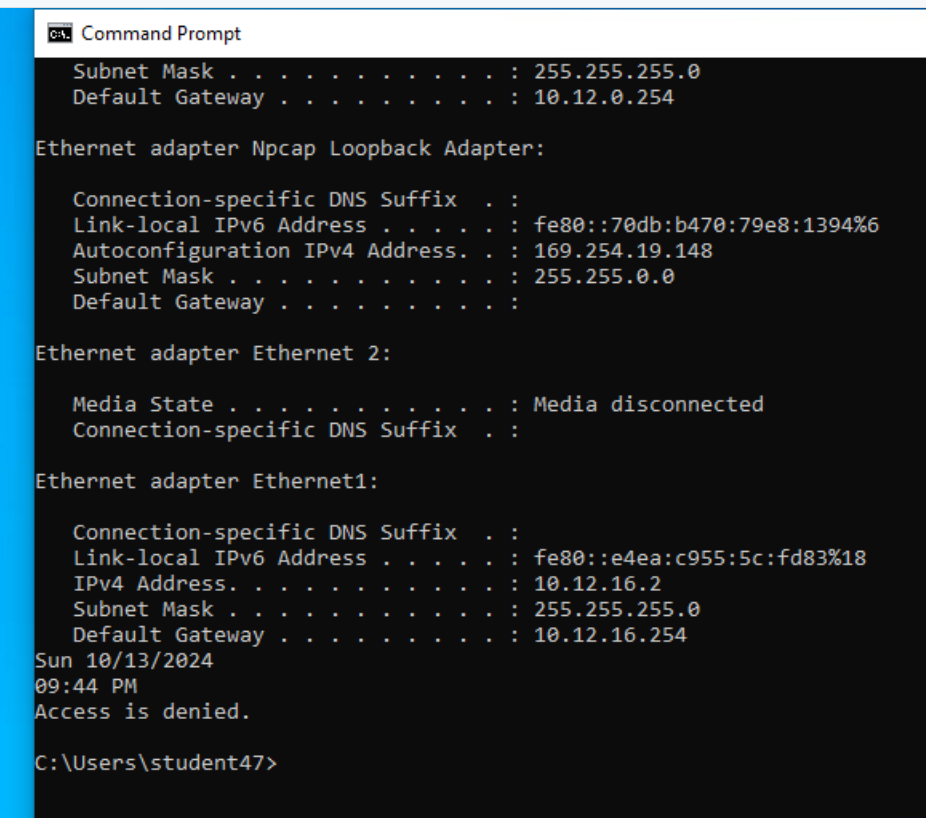 Command Prompt
Subnet Mask . . . . . . . . . . . : 255.255.255.0
Default Gateway . . . . . . . . . : 10.12.0.254
Ethernet adapter Npcap Loopback Adapter:
Connection-specific DNS Suffix  . :
Link-local IPv6 Address . . . . . : fe80::70db:b470:79e8:1394%6
Autoconfiguration IPv4 Address. . : 169.254.19.148
Subnet Mask . . . . . . . . . . . : 255.255.0.0
Default Gateway . . . . . . . . . :
Ethernet adapter Ethernet 2:
Media State . . . . . . . . . . . : Media disconnected
Connection-specific DNS Suffix  . :
Ethernet adapter Ethernet1:
Connection-specific DNS Suffix  . :
Link-local IPv6 Address . . . . . : fe80::e4ea:c955:5c:fd83%18
IPv4 Address. . . . . . . . . . . : 10.12.16.2
Subnet Mask . . . . . . . . . . . : 255.255.255.0
Default Gateway . . . . . . . . . : 10.12.16.254
Sun 10/13/2024
09:44 PM
Access is denied.
C:\Users\student47>